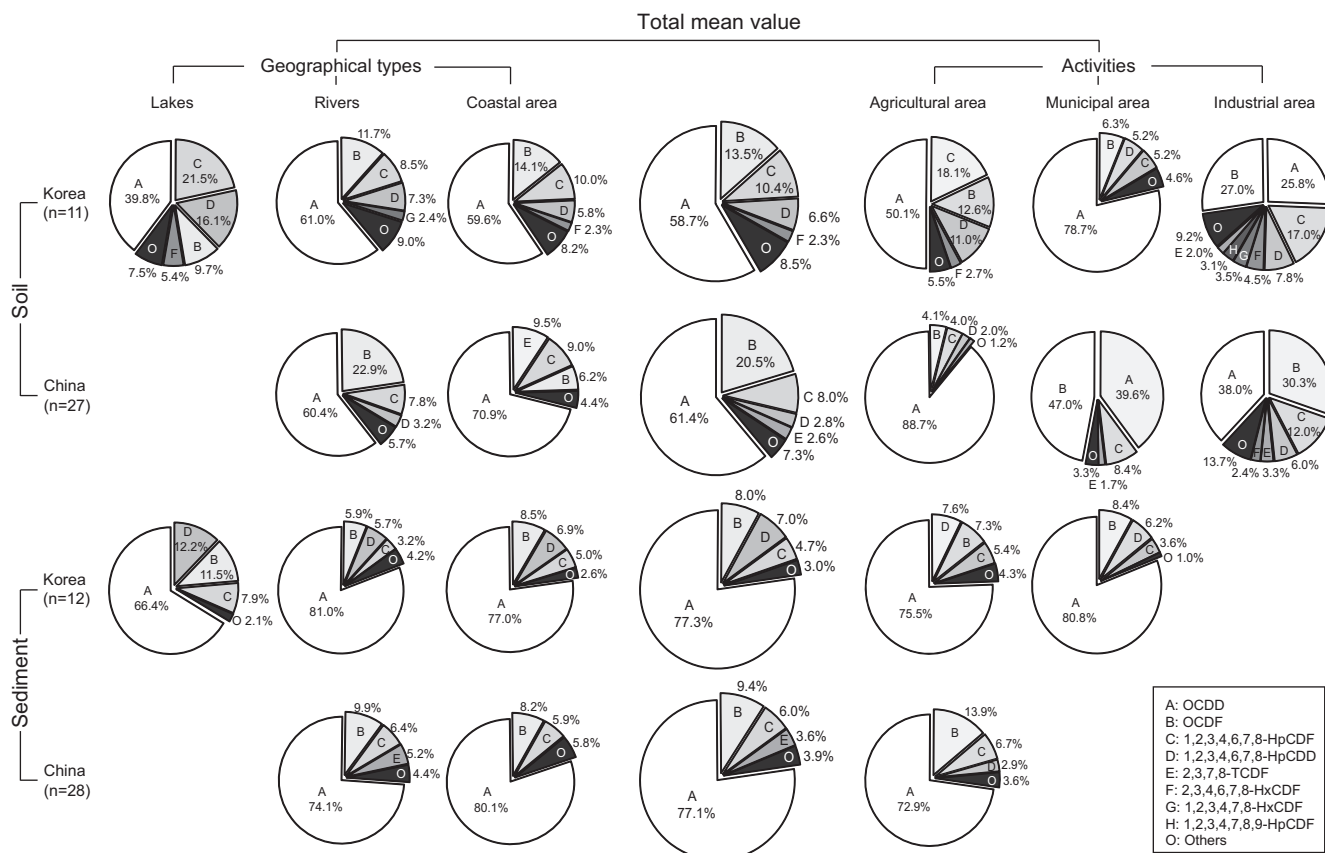 Total mean value
Geographical types
Activities
Lakes
Rivers
Coastal area
Agricultural area
Municipal area
Industrial area
Soil
Korea
(n=11)
A
39.8%
C
21.5%
D
16.1%
B
9.7%
F
5.4%
O
7.5%
A
61.0%
B
11.7%
C
8.5%
D
7.3%
G 2.4%
O
9.0%
A
59.6%
B
14.1%
C
10.0%
D
5.8%
F 2.3%
O
8.2%
A
58.7%
B
13.5%
C
10.4%
D
6.6%
F 2.3%
O
8.5%
A
50.1%
C
18.1%
B
12.6%
D
11.0%
F 2.7%
O
5.5%
A
78.7%
B
6.3%
D
5.2%
C
5.2%
O
4.6%
B
27.0%
A
25.8%
C
17.0%
D
7.8%
F
4.5%
G
3.5%
H
3.1%
E 2.0%
O
9.2%
China
(n=27)
A
60.4%
B
22.9%
C
7.8%
D 3.2%
O
5.7%
A
70.9%
E
9.5%
C
9.0%
B
6.2%
O
4.4%
A
61.4%
B
20.5%
C 8.0%
D 2.8%
E 2.6%
O
7.3%
A
88.7%
B
4.1%
C
4.0%
D 2.0%
O 1.2%
B
47.0%
A
39.6%
C
8.4%
E 1.7%
O
3.3%
A
38.0%
B
30.3%
C
12.0%
D
6.0%
E
3.3%
F
2.4%
O
13.7%
Sediment
Korea
(n=12)
A
66.4%
D
12.2%
B
11.5%
C
7.9%
O 2.1%
A
81.0%
B
5.9%
D
5.7%
C
3.2%
O
4.2%
A
77.0%
B
8.5%
D
6.9%
C
5.0%
O
2.6%
A
77.3%
B
8.0%
D
7.0%
C
4.7%
O
3.0%
A
75.5%
D
7.6%
B
7.3%
C
5.4%
O
4.3%
A
80.8%
B
8.4%
D
6.2%
C
3.6%
O 1.0%
China
(n=28)
A
74.1%
B
9.9%
C
6.4%
E
5.2%
O
4.4%
A
80.1%
B
8.2%
C
5.9%
O
5.8%
A
77.1%
B
9.4%
C
6.0%
E
3.6%
O
3.9%
A
72.9%
B
13.9%
C
6.7%
D
2.9%
O
3.6%
A: OCDD
B: OCDF
C: 1,2,3,4,6,7,8-HpCDF
D: 1,2,3,4,6,7,8-HpCDD
E: 2,3,7,8-TCDF
F: 2,3,4,6,7,8-HxCDF
G: 1,2,3,4,7,8-HxCDF
H: 1,2,3,4,7,8,9-HpCDF
O: Others